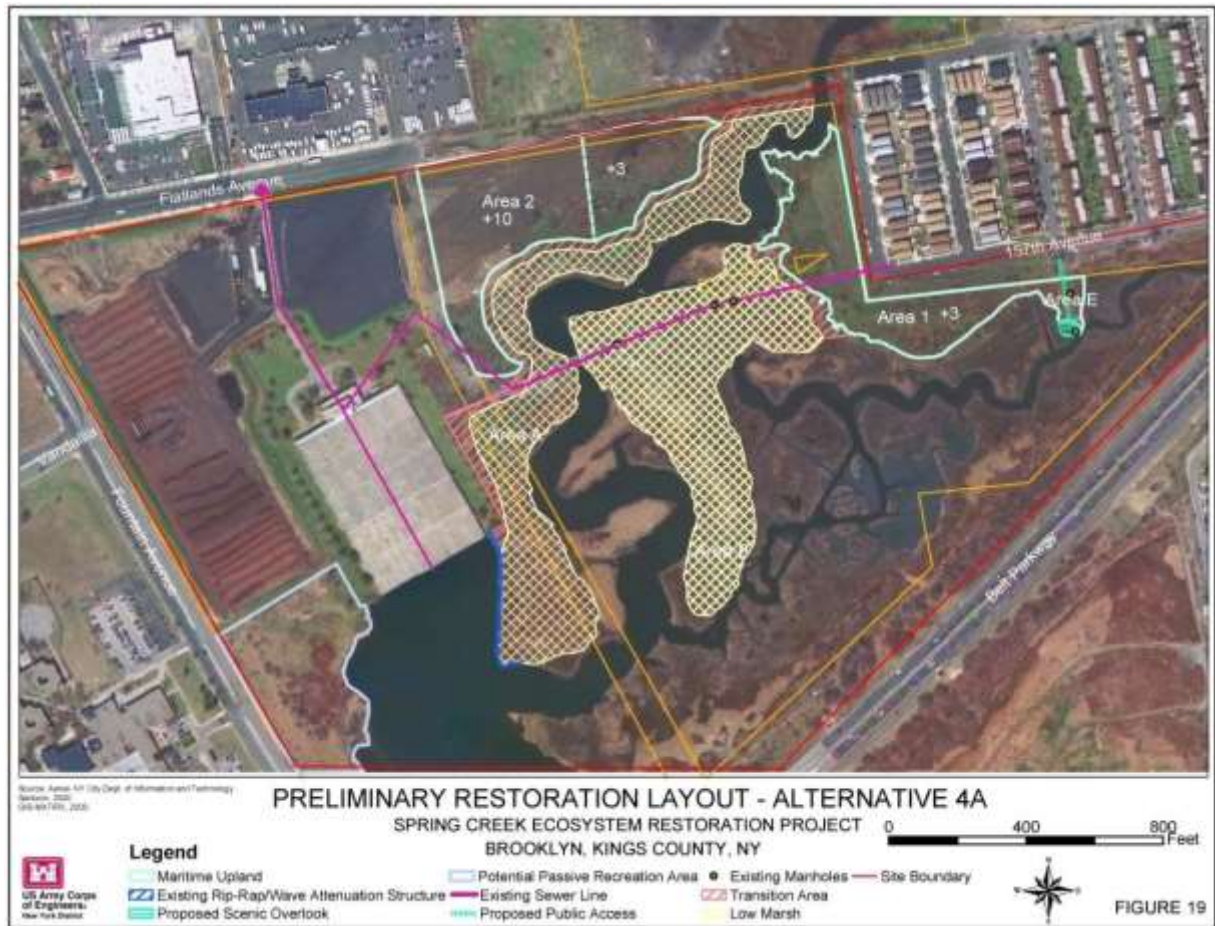 Flatlands Avenue
Area 2
+10
+3
157th Avenue
Area 1 +3
Area E
Vandalia
Fountain Avenue
Belt Parkway
PRELIMINARY RESTORATION LAYOUT - ALTERNATIVE 4A
SPRING CREEK ECOSYSTEM RESTORATION PROJECT
BROOKLYN, KINGS COUNTY, NY
0 400 800
Feet
US Army Corps
of Engineers®
New York District
Legend
Maritime Upland
Existing Rip-Rap/Wave Attenuation Structure
Proposed Scenic Overlook
Potential Passive Recreation Area
Existing Sewer Line
Proposed Public Access
Existing Manholes
Site Boundary
Transition Area
Low Marsh
FIGURE 19